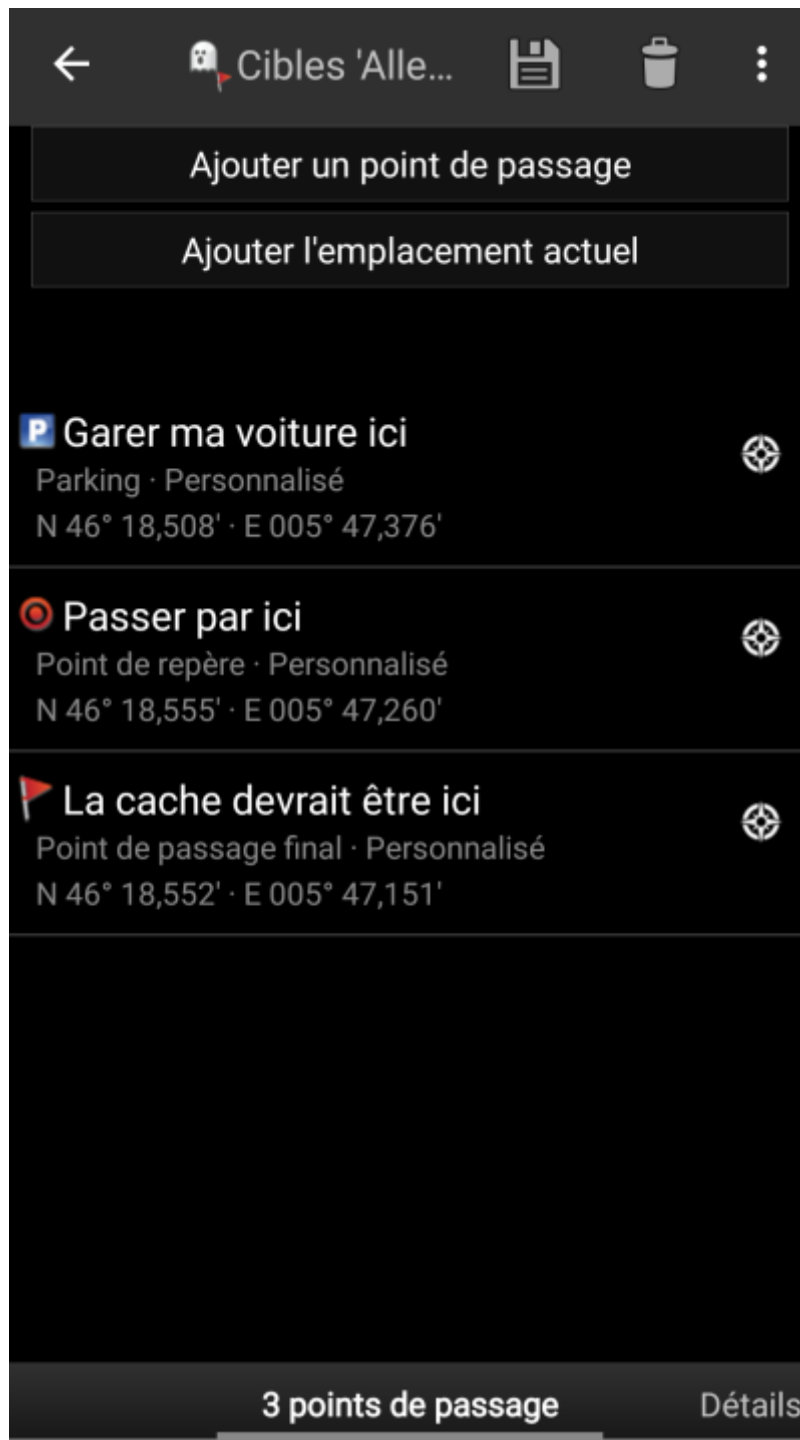 Cibles 'Alle...
Ajouter un point de passage
Ajouter l'emplacement actuel
P Garer ma voiture ici
Parking · Personnalisé
N 46° 18,508' · E 005° 47,376'
Passer par ici
Point de repère · Personnalisé
N 46° 18,555' · E 005° 47,260'
La cache devrait être ici
Point de passage final · Personnalisé
N 46° 18,552' · E 005° 47,151'
3 points de passage Détails